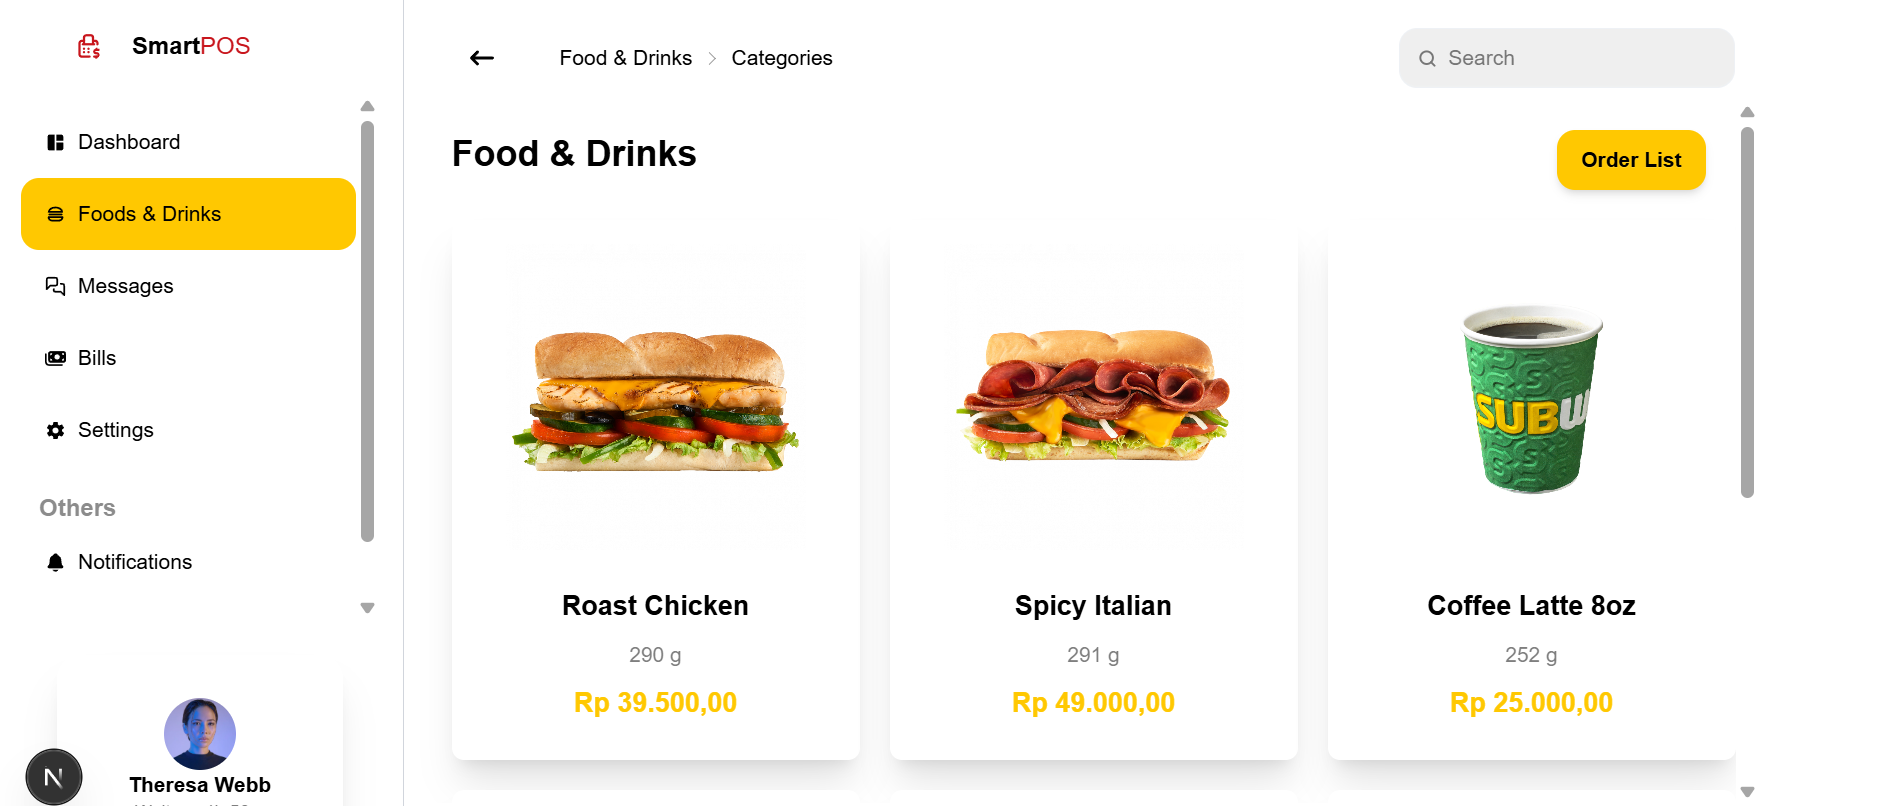 SmartPOS
Dashboard
Foods & Drinks
Messages
Bills
Settings
Others
Notifications
Theresa Webb
Food & Drinks
Categories
Search
Food & Drinks
Order List
SUBW
Roast Chicken
290 g
Rp 39.500,00
Spicy Italian
291 g
Rp 49.000,00
Coffee Latte 8oz
252 g
Rp 25.000,00
N